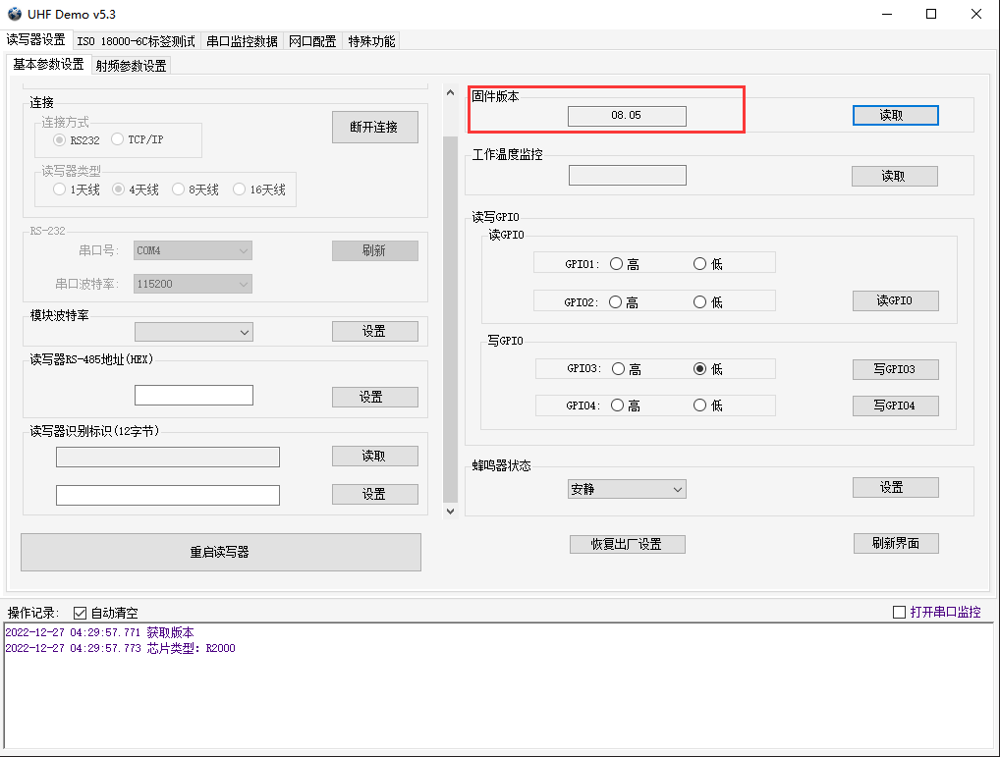 UHF Demo v5.3
读写器设置 ISO 18000-6C标签测试 串口监控数据 网口配置 特殊功能
基本参数设置 射频参数设置
连接
连接方式
RS232 TCP/IP
断开连接
读写器类型
1天线 4天线 8天线 16天线
RS-232
串口号: COM4 刷新
串口波特率: 115200
模块波特率
设置
读写器RS-485地址(HEX)
设置
读写器识别标识(12字节)
读取
设置
重启读写器
固件版本
08.05 读取
工作温度监控
读取
读写GPIO
读GPIO
GPIO1: 高 低
GPIO2: 高 低 读GPIO
写GPIO
GPIO3: 高 低 写GPIO3
GPIO4: 高 低 写GPIO4
蜂鸣器状态
安静 设置
恢复出厂设置 刷新界面
操作记录: 自动清空 打开串口监控
2022-12-27 04:29:57.771 获取版本
2022-12-27 04:29:57.773 芯片类型: R2000